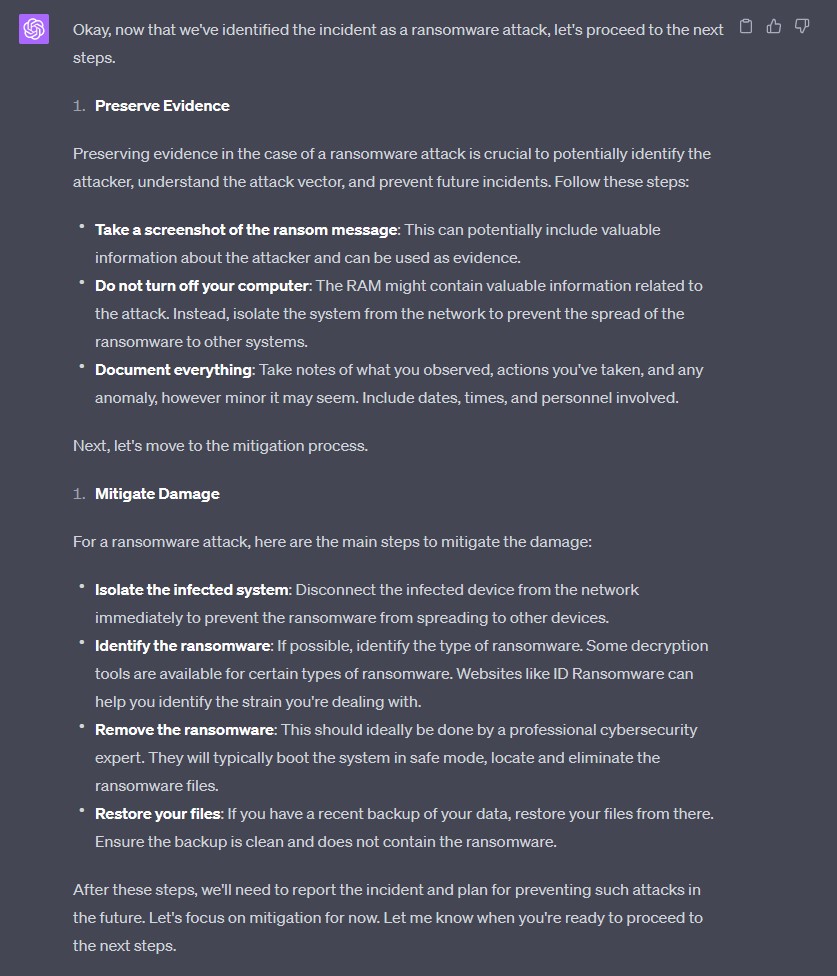 Okay, now that we've identified the incident as a ransomware attack, let's proceed to the next
steps.
1. Preserve Evidence
Preserving evidence in the case of a ransomware attack is crucial to potentially identify the
attacker, understand the attack vector, and prevent future incidents. Follow these steps:
• Take a screenshot of the ransom message: This can potentially include valuable
information about the attacker and can be used as evidence.
• Do not turn off your computer: The RAM might contain valuable information related to
the attack. Instead, isolate the system from the network to prevent the spread of the
ransomware to other systems.
• Document everything: Take notes of what you observed, actions you've taken, and any
anomaly, however minor it may seem. Include dates, times, and personnel involved.
Next, let's move to the mitigation process.
1. Mitigate Damage
For a ransomware attack, here are the main steps to mitigate the damage:
• Isolate the infected system: Disconnect the infected device from the network
immediately to prevent the ransomware from spreading to other devices.
• Identify the ransomware: If possible, identify the type of ransomware. Some decryption
tools are available for certain types of ransomware. Websites like ID Ransomware can
help you identify the strain you're dealing with.
• Remove the ransomware: This should ideally be done by a professional cybersecurity
expert. They will typically boot the system in safe mode, locate and eliminate the
ransomware files.
• Restore your files: If you have a recent backup of your data, restore your files from there.
Ensure the backup is clean and does not contain the ransomware.
After these steps, we'll need to report the incident and plan for preventing such attacks in
the future. Let's focus on mitigation for now. Let me know when you're ready to proceed to
the next steps.